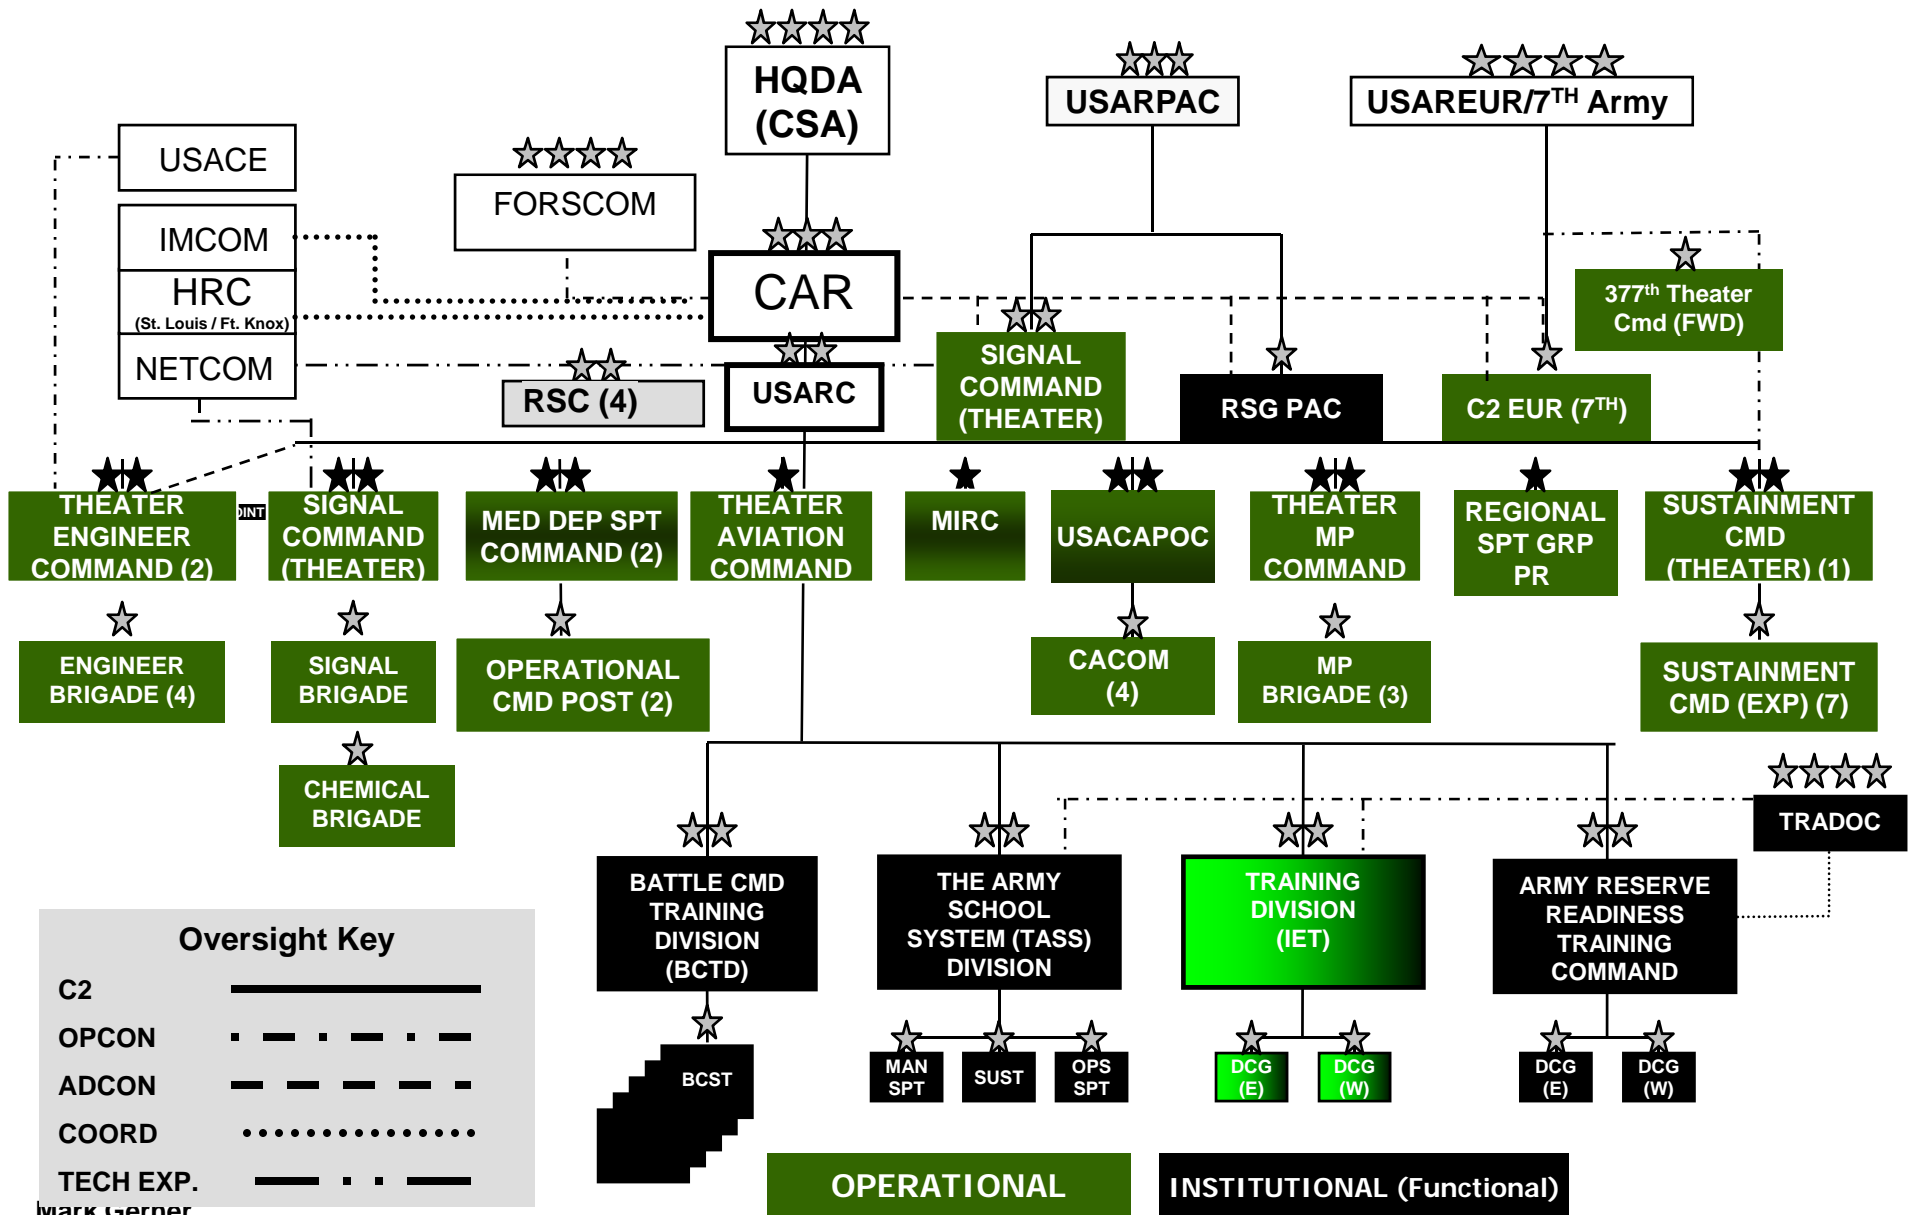 HQDA
(CSA)
USARPAC
USAREUR/7TH Army
USACE
FORSCOM
IMCOM
HRC
(St. Louis / Ft. Knox)
NETCOM
CAR
377th Theater
Cmd (FWD)
RSC (4)
USARC
SIGNAL
COMMAND
(THEATER)
RSG PAC
C2 EUR (7TH)
THEATER
ENGINEER
COMMAND (2)
SIGNAL
COMMAND
(THEATER)
MED DEP SPT
COMMAND (2)
THEATER
AVIATION
COMMAND
MIRC
USACAPOC
THEATER
MP
COMMAND
REGIONAL
SPT GRP
PR
SUSTAINMENT
CMD
(THEATER) (1)
ENGINEER
BRIGADE (4)
SIGNAL
BRIGADE
OPERATIONAL
CMD POST (2)
CACOM
(4)
MP
BRIGADE (3)
SUSTAINMENT
CMD (EXP) (7)
CHEMICAL
BRIGADE
TRADOC
BATTLE CMD
TRAINING
DIVISION
(BCTD)
THE ARMY
SCHOOL
SYSTEM (TASS)
DIVISION
TRAINING
DIVISION
(IET)
ARMY RESERVE
READINESS
TRAINING
COMMAND
BCST
MAN
SPT
SUST
OPS
SPT
DCG
(E)
DCG
(W)
DCG
(E)
DCG
(W)
Oversight Key
C2
OPCON
ADCON
COORD
TECH EXP.
Mark Gerner
OPERATIONAL
INSTITUTIONAL (Functional)